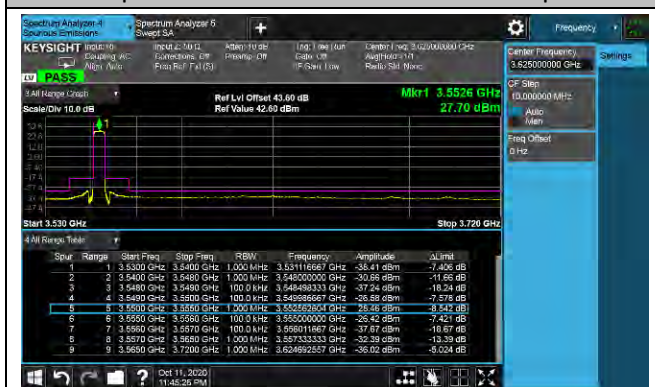 Spectrum Analyzer 4
Spurious Emissions
Spectrum Analyzer 5
Swept SA
+
Frequency
KEYSIGHT Input: RF
Coupling: AC
Align: Auto
Input Z: 50 Ω
Corrections: Off
Freq Ref: Ext (S)
Atten: 10 dB
Preamp: Off
Trig: Free Run
Gate: Off
IF Gain: Low
Center Freq: 3.625000000 GHz
Avg|Hold: >1/1
Radio Std: None
PASS
Center Frequency
3.625000000 GHz
Settings
CF Step
10.000000 MHz
Auto
Man
Freq Offset
0 Hz
3 All Range Graph
Scale/Div 10.0 dB
Ref Lvl Offset 43.60 dB
Ref Value 42.60 dBm
Mkr1 3.5526 GHz
27.70 dBm
1
Start 3.530 GHz
Stop 3.720 GHz
4 All Range Table
Spur Range Start Freq Stop Freq RBW Frequency Amplitude ΔLimit
1 1 3.5300 GHz 3.5400 GHz 1.000 MHz 3.531116667 GHz -38.41 dBm -7.406 dB
2 2 3.5400 GHz 3.5480 GHz 1.000 MHz 3.548000000 GHz -30.66 dBm -11.66 dB
3 3 3.5480 GHz 3.5490 GHz 100.0 kHz 3.548498333 GHz -37.24 dBm -18.24 dB
4 4 3.5490 GHz 3.5500 GHz 100.0 kHz 3.549986667 GHz -26.58 dBm -7.578 dB
5 5 3.5500 GHz 3.5550 GHz 1.000 MHz 3.552562604 GHz 28.46 dBm -8.542 dB
6 6 3.5550 GHz 3.5560 GHz 100.0 kHz 3.555000000 GHz -26.42 dBm -7.421 dB
7 7 3.5560 GHz 3.5570 GHz 100.0 kHz 3.556011667 GHz -37.67 dBm -18.67 dB
8 8 3.5570 GHz 3.5650 GHz 1.000 MHz 3.557333333 GHz -32.39 dBm -13.39 dB
9 9 3.5650 GHz 3.7200 GHz 1.000 MHz 3.624692557 GHz -36.02 dBm -5.024 dB
Oct 11, 2020
11:45:26 PM